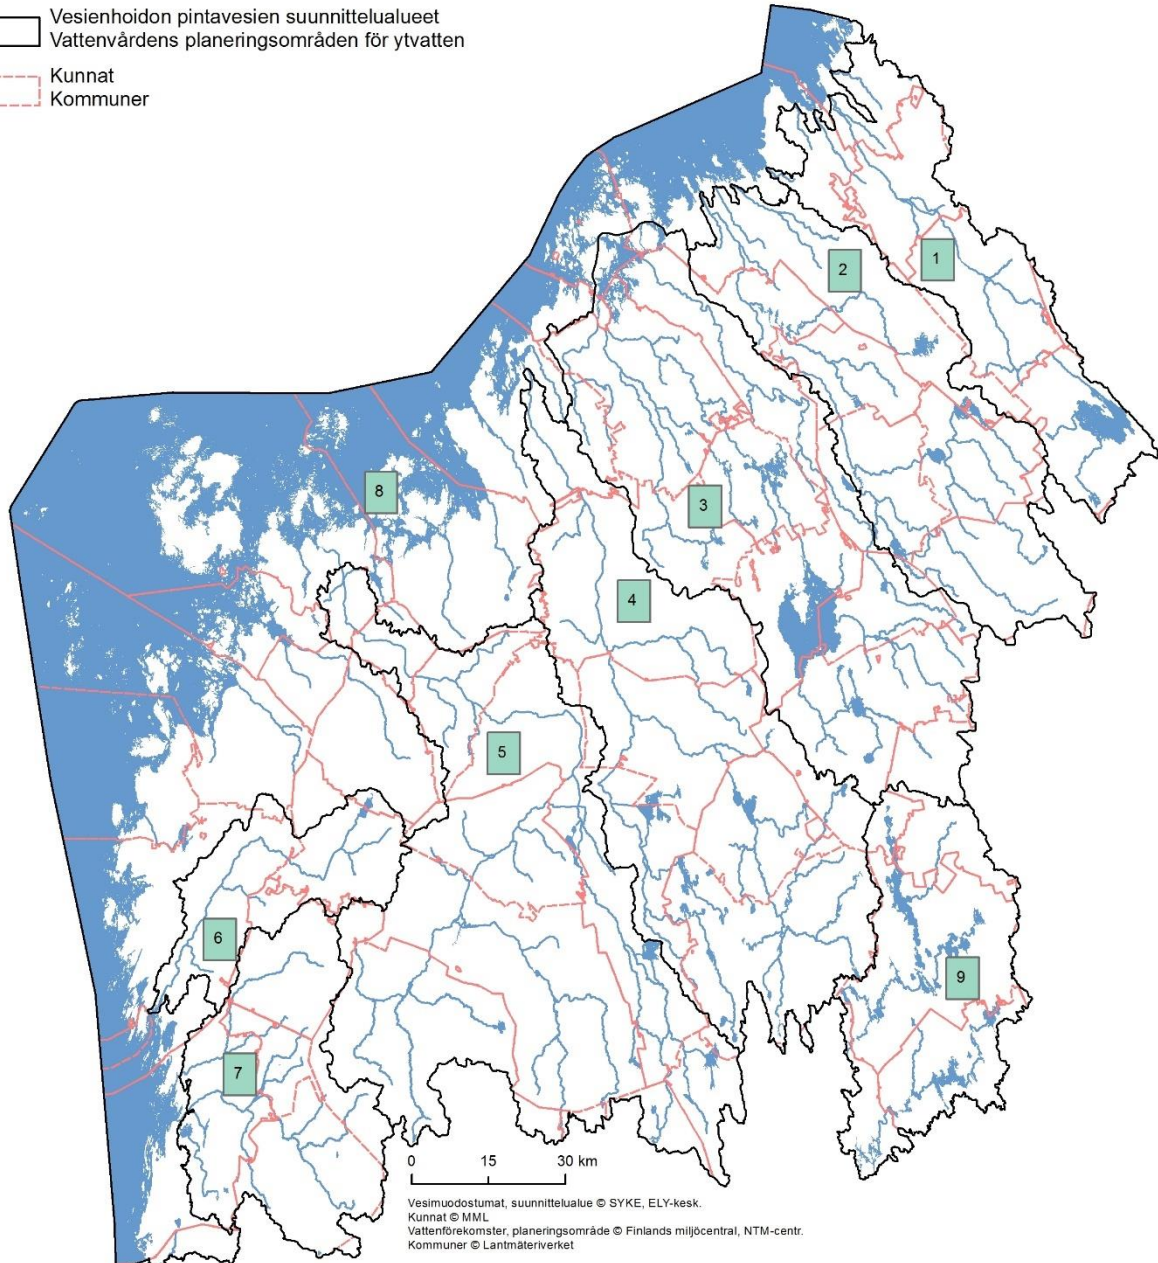 Vesienhoidon pintavesien suunnittelualueet
Vattenvårdens planeringsområden för ytvatten
Kunnat
Kommuner
1
2
8
3
4
5
6
9
7
0 15 30 km
Vesimuodostumat, suunnittelualue © SYKE, ELY-kesk.
Kunnat © MML
Vattenförekomster, planeringsområde © Finlands miljöcentral, NTM-centr.
Kommuner © Lantmäteriverket